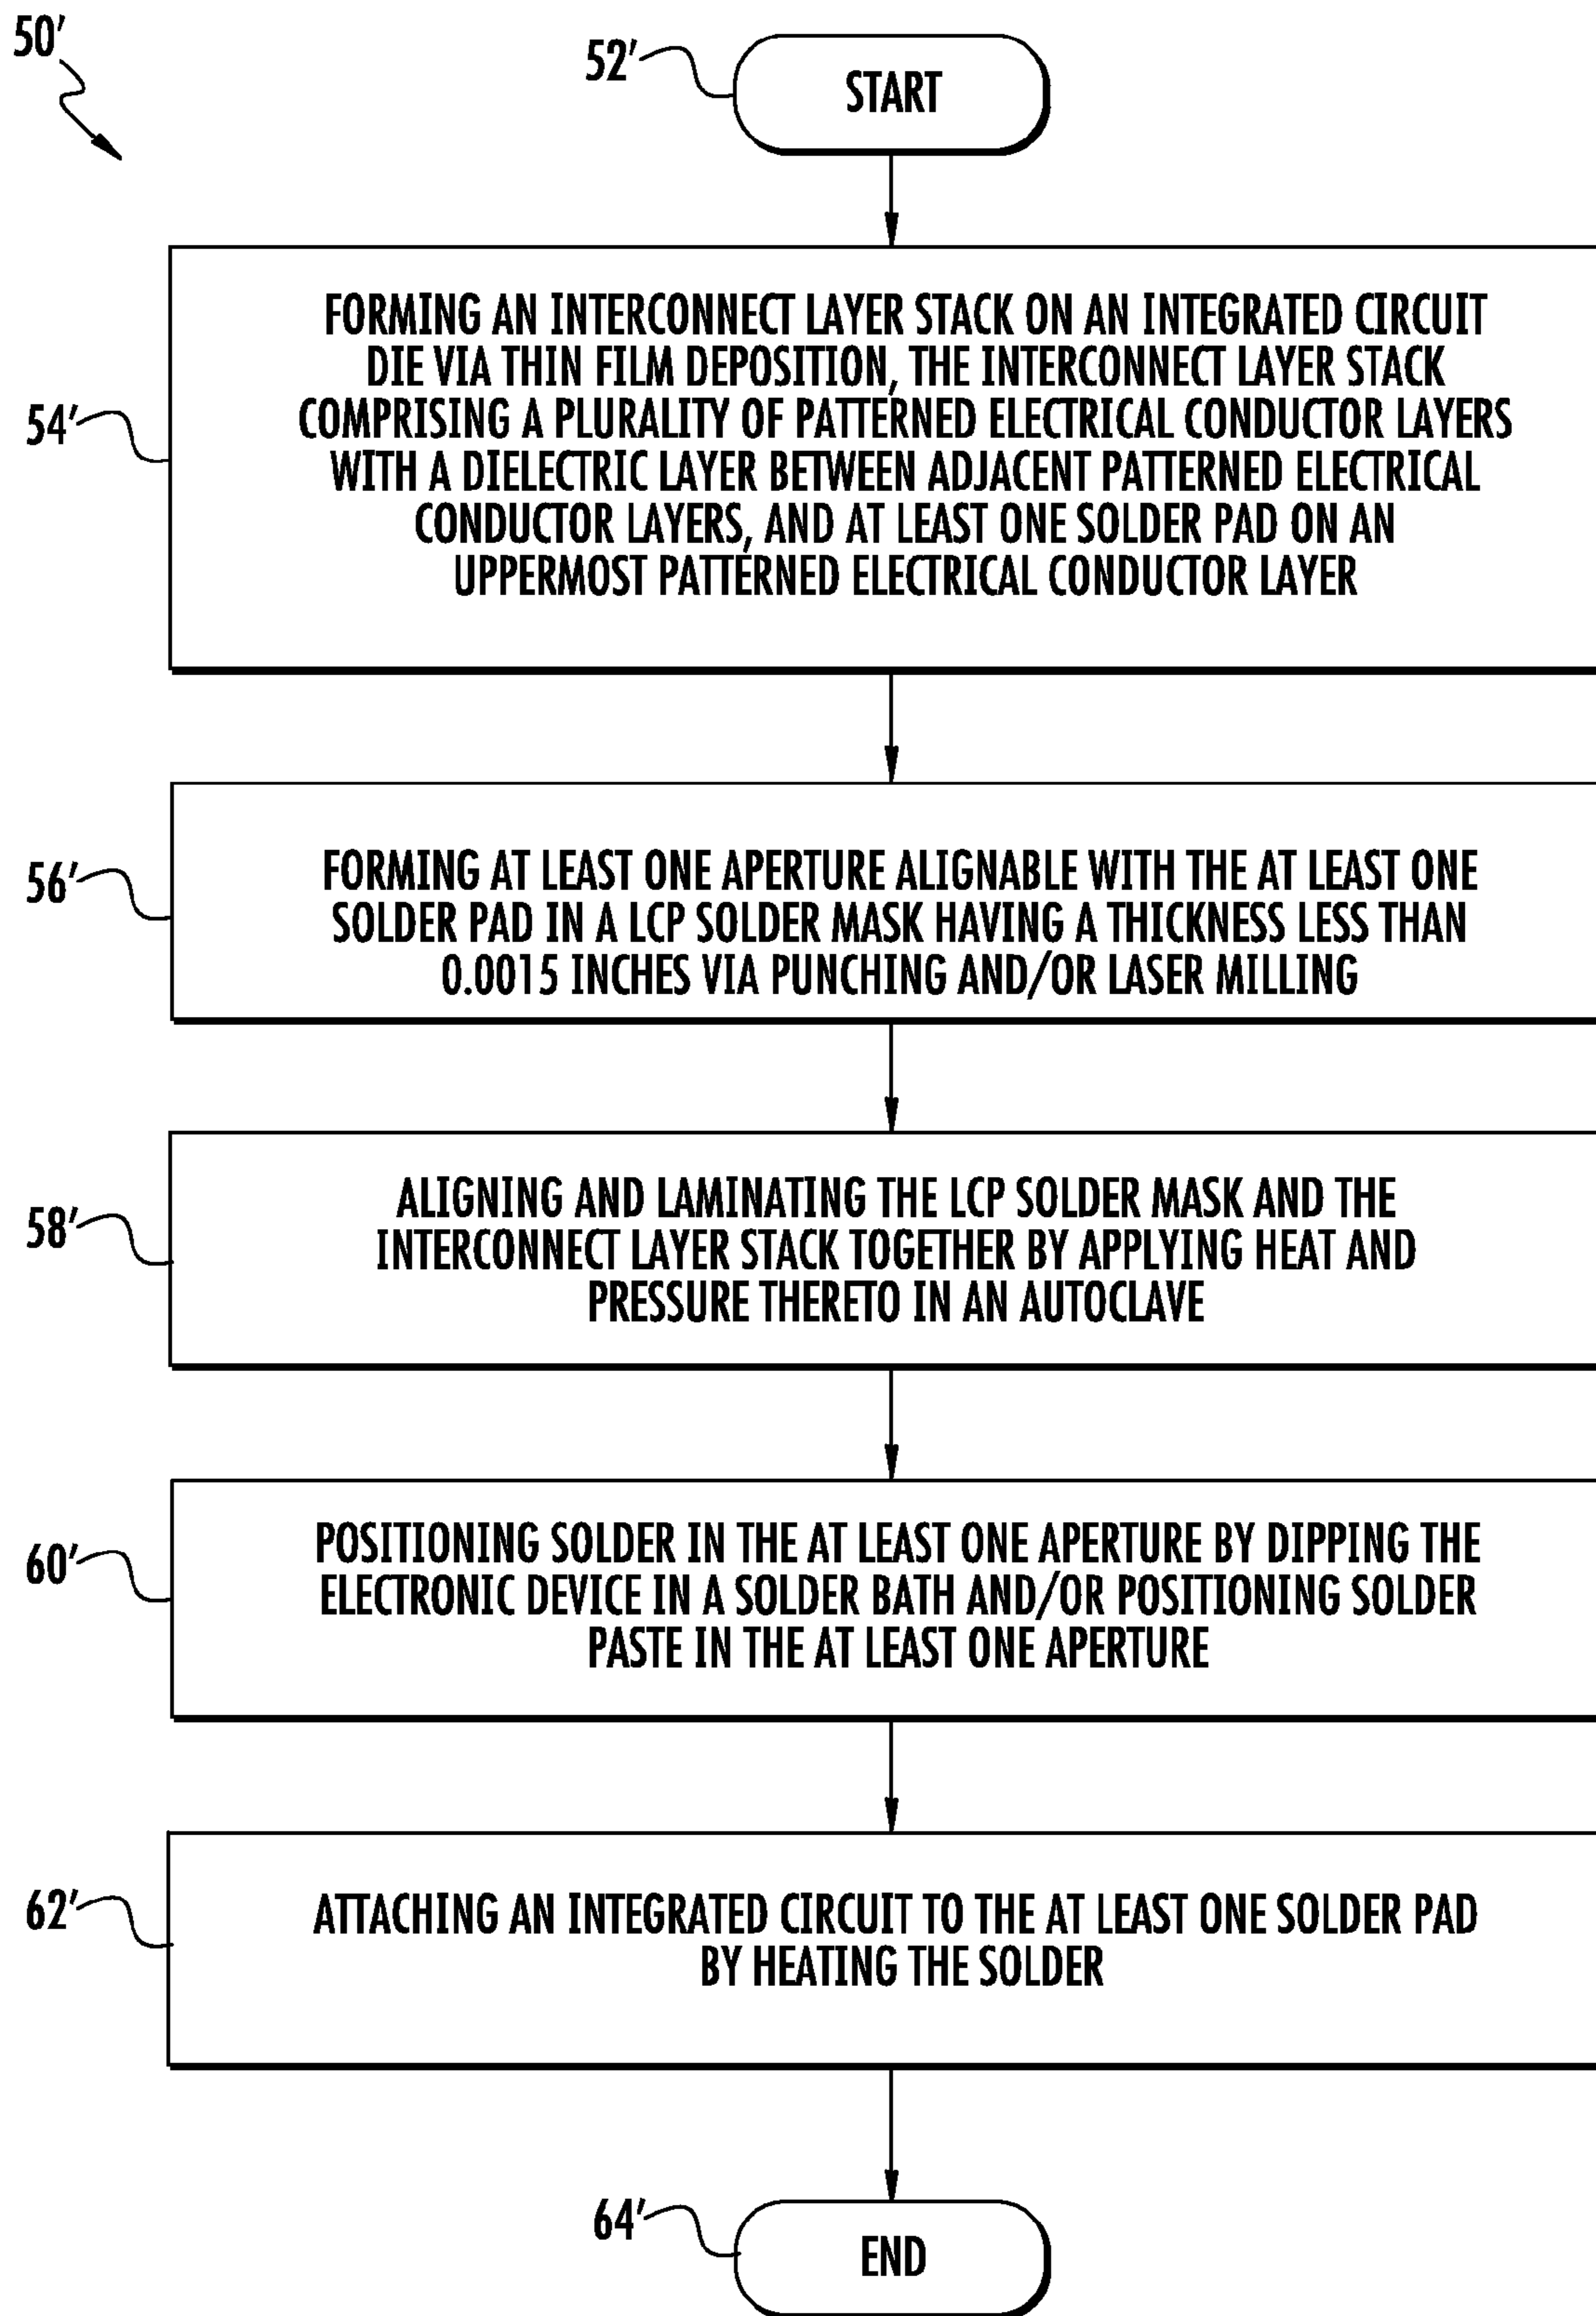 50'
52'
START
54'
FORMING AN INTERCONNECT LAYER STACK ON AN INTEGRATED CIRCUIT
DIE VIA THIN FILM DEPOSITION, THE INTERCONNECT LAYER STACK
COMPRISING A PLURALITY OF PATTERNED ELECTRICAL CONDUCTOR LAYERS
WITH A DIELECTRIC LAYER BETWEEN ADJACENT PATTERNED ELECTRICAL
CONDUCTOR LAYERS, AND AT LEAST ONE SOLDER PAD ON AN
UPPERMOST PATTERNED ELECTRICAL CONDUCTOR LAYER
56'
FORMING AT LEAST ONE APERTURE ALIGNABLE WITH THE AT LEAST ONE
SOLDER PAD IN A LCP SOLDER MASK HAVING A THICKNESS LESS THAN
0.0015 INCHES VIA PUNCHING AND/OR LASER MILLING
58'
ALIGNING AND LAMINATING THE LCP SOLDER MASK AND THE
INTERCONNECT LAYER STACK TOGETHER BY APPLYING HEAT AND
PRESSURE THERETO IN AN AUTOCLAVE
60'
POSITIONING SOLDER IN THE AT LEAST ONE APERTURE BY DIPPING THE
ELECTRONIC DEVICE IN A SOLDER BATH AND/OR POSITIONING SOLDER
PASTE IN THE AT LEAST ONE APERTURE
62'
ATTACHING AN INTEGRATED CIRCUIT TO THE AT LEAST ONE SOLDER PAD
BY HEATING THE SOLDER
64'
END